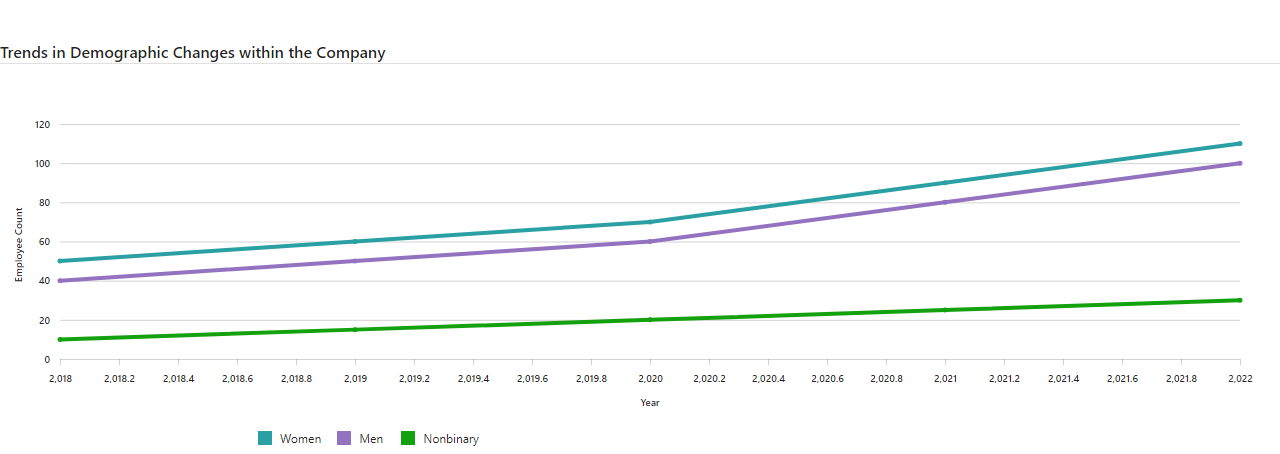 Trends in Demographic Changes within the Company
120
100
80
60
40
20
0
Employee Count
2,018 2,018.2 2,018.4 2,018.6 2,018.8 2,019 2,019.2 2,019.4 2,019.6 2,019.8 2,020 2,020.2 2,020.4 2,020.6 2,020.8 2,021 2,021.2 2,021.4 2,021.6 2,021.8 2,022
Year
Women Men Nonbinary